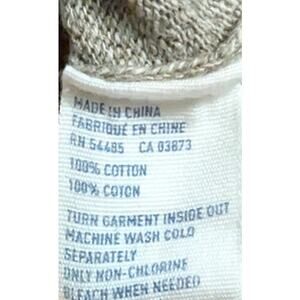 MADE IN CHINA
FABRIQUÉ EN CHINE
RN 54485 CA 03873
100% COTTON
100% COTON
TURN GARMENT INSIDE OUT
MACHINE WASH COLD
SEPARATELY
ONLY NON-CHLORINE
BLEACH WHEN NEEDED